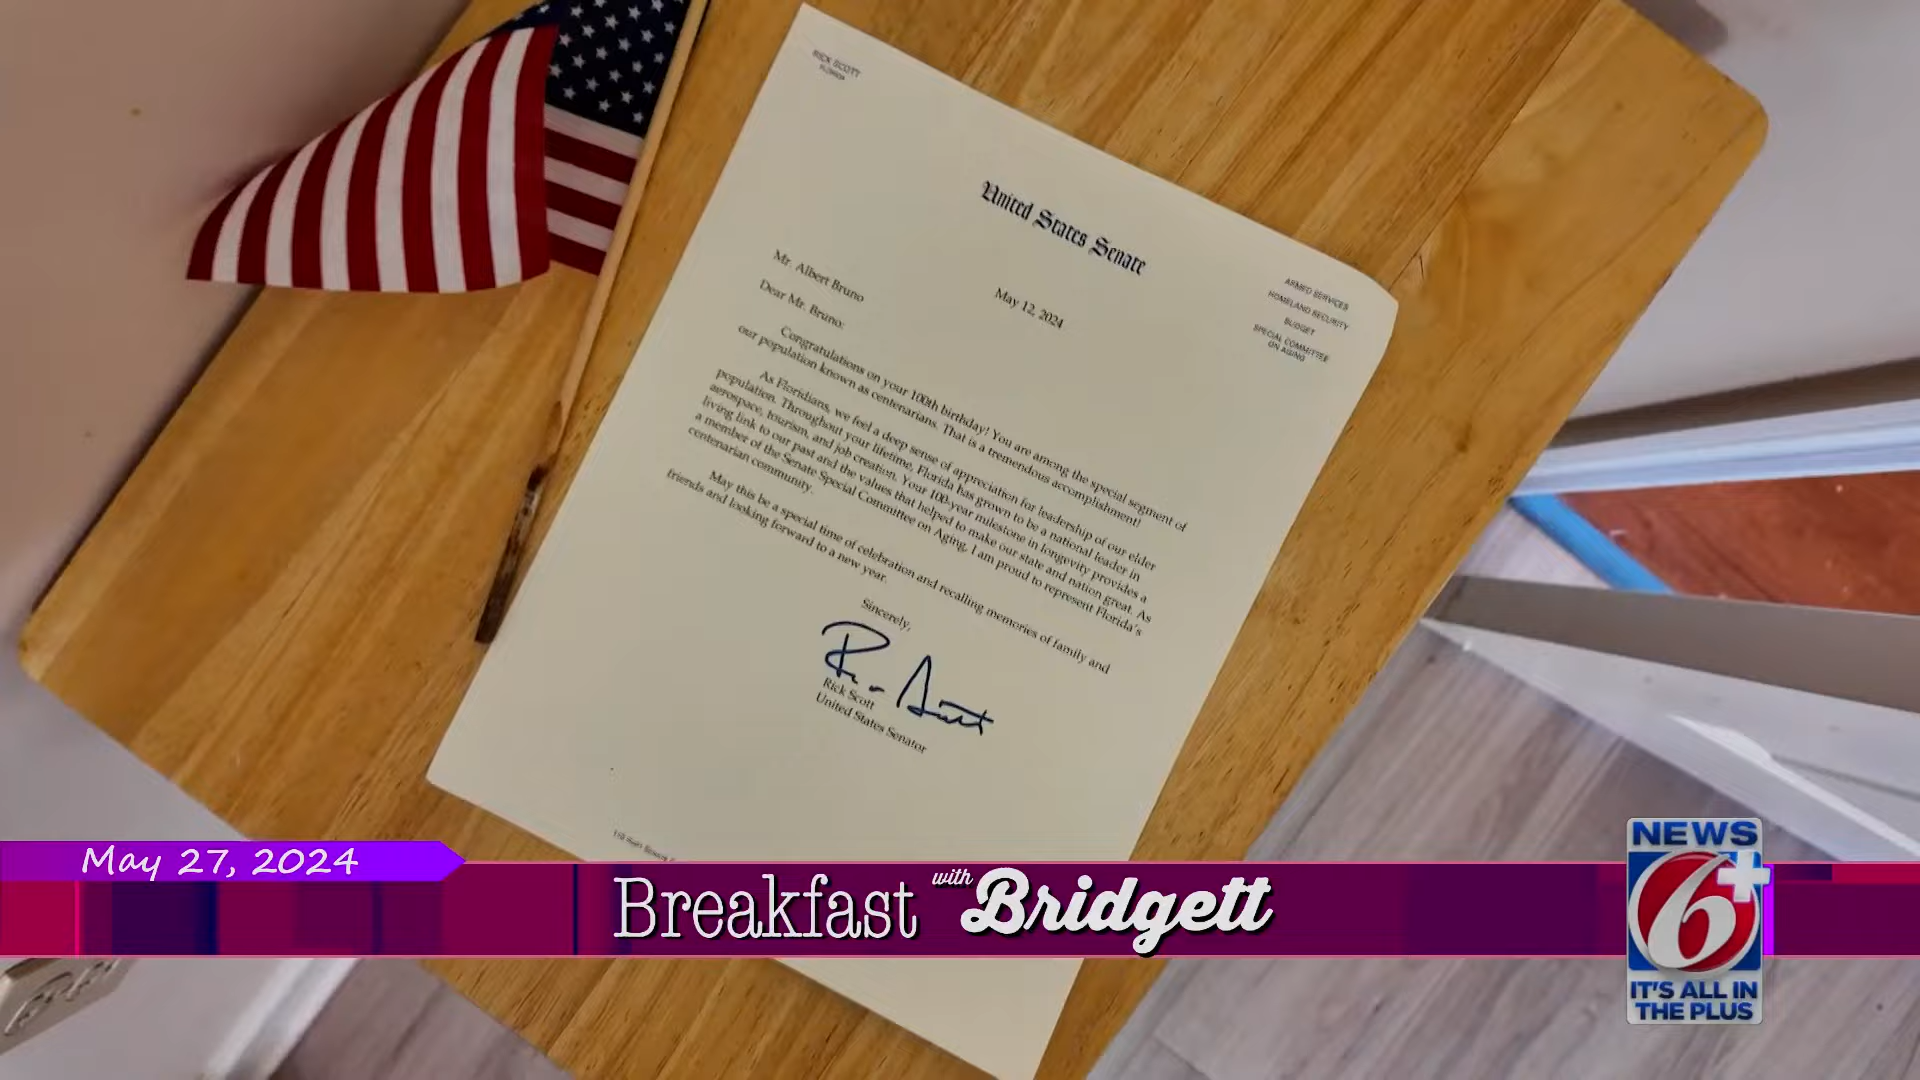 RICK SCOTT
FLORIDA
United States Senate
ARMED SERVICES
HOMELAND SECURITY
BUDGET
SPECIAL COMMITTEE
ON AGING
May 12, 2024
Mr. Albert Bruno
Dear Mr. Bruno:
Congratulations on your 100th birthday! You are among the special segment of
our population known as centenarians. That is a tremendous accomplishment!
As Floridians, we feel a deep sense of appreciation for leadership of our elder
population. Throughout your lifetime, Florida has grown to be a national leader in
aerospace, tourism, and job creation. Your 100-year milestone in longevity provides a
living link to our past and the values that helped to make our state and nation great. As
a member of the Senate Special Committee on Aging, I am proud to represent Florida's
centenarian community.
May this be a special time of celebration and recalling memories of family and
friends and looking forward to a new year.
Sincerely,
Rick Scott
Rick Scott
United States Senator
May 27, 2024
Breakfast with Bridgett
NEWS
6+
IT'S ALL IN
THE PLUS